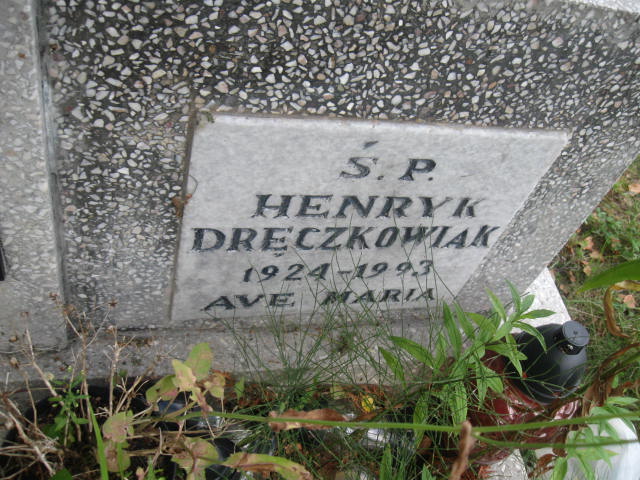 Ś. P.
HENRYK
DRĘCZKOWIAK
1924-1993
AVE MARIA